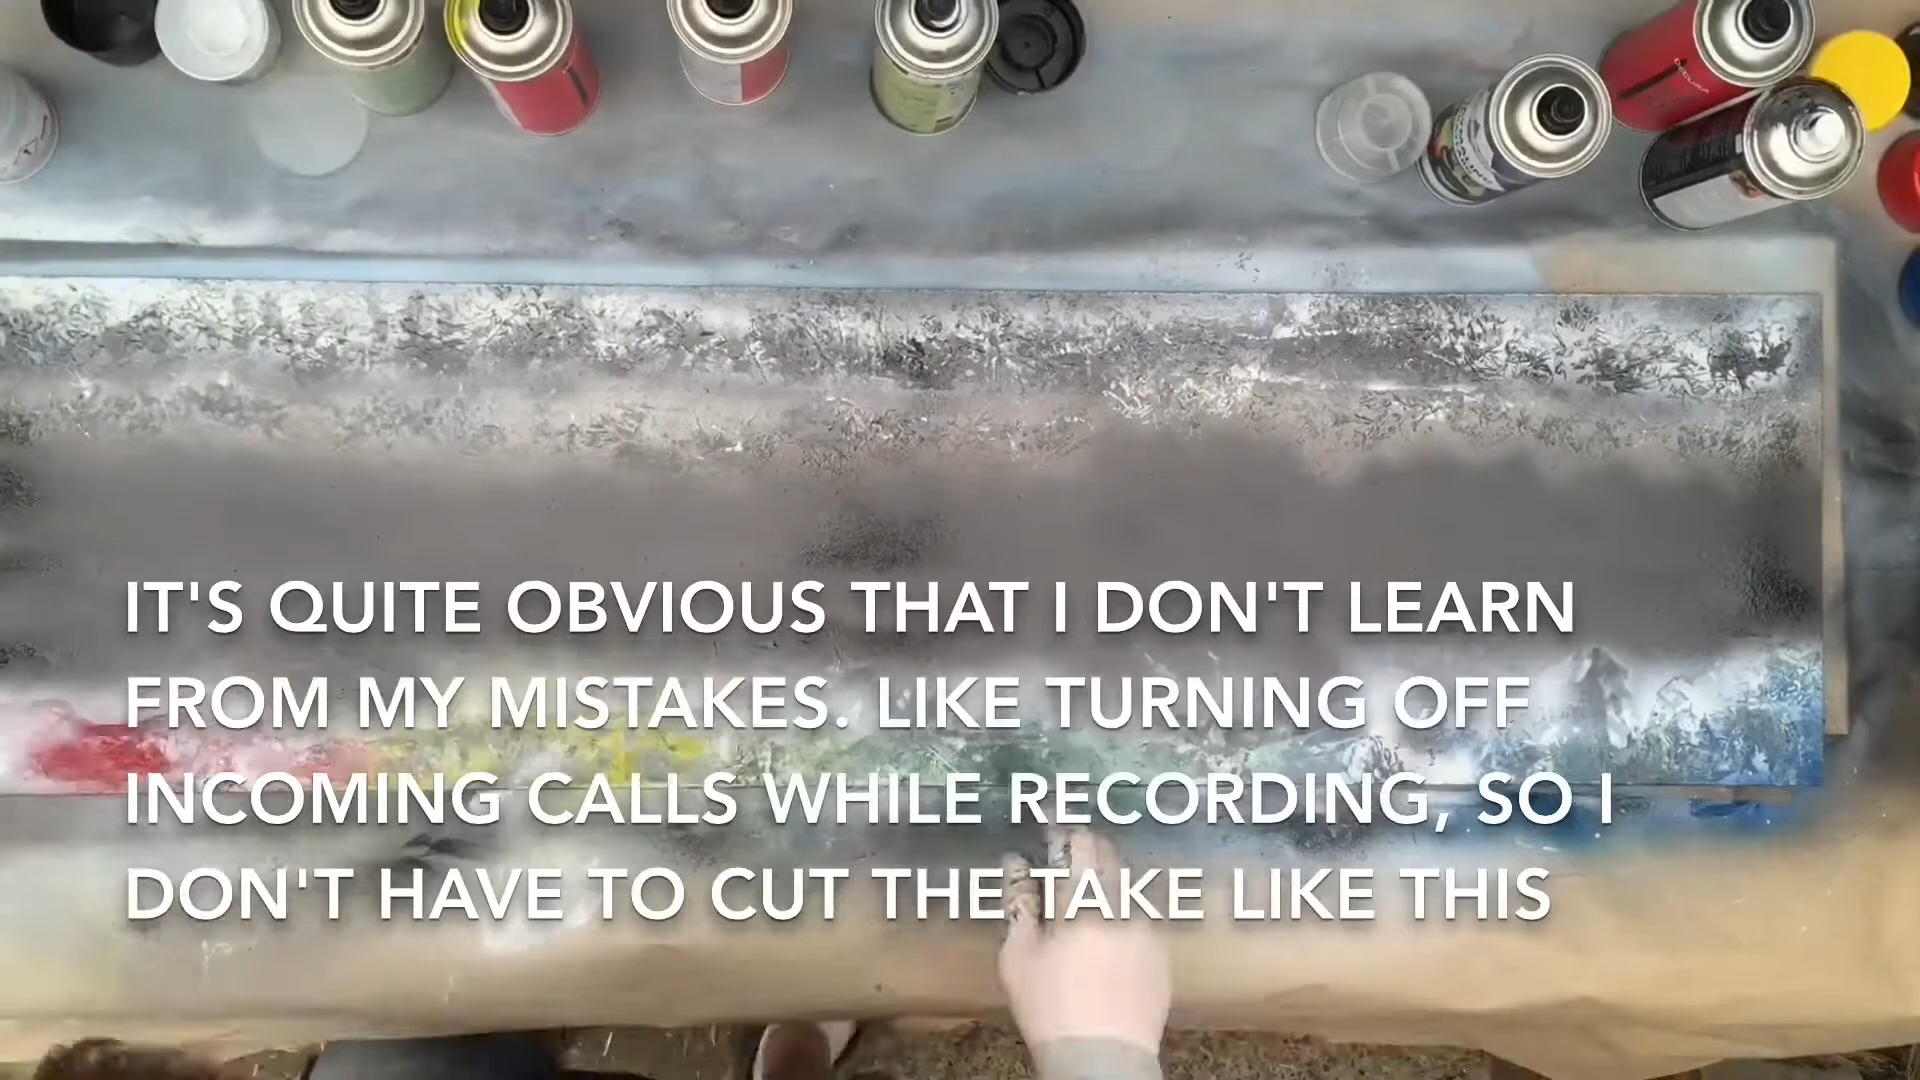 IT'S QUITE OBVIOUS THAT I DON'T LEARN
FROM MY MISTAKES. LIKE TURNING OFF
INCOMING CALLS WHILE RECORDING, SO I
DON'T HAVE TO CUT THE TAKE LIKE THIS